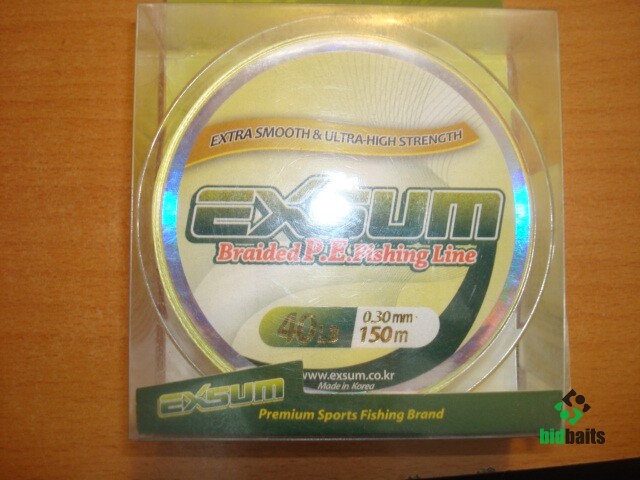 EXTRA SMOOTH & ULTRA-HIGH STRENGTH
EXSUM
Braided P.E. Fishing Line
40LB
0.30mm
150m
www.exsum.co.kr
Made in Korea
EXSUM
Premium Sports Fishing Brand
bidbaits